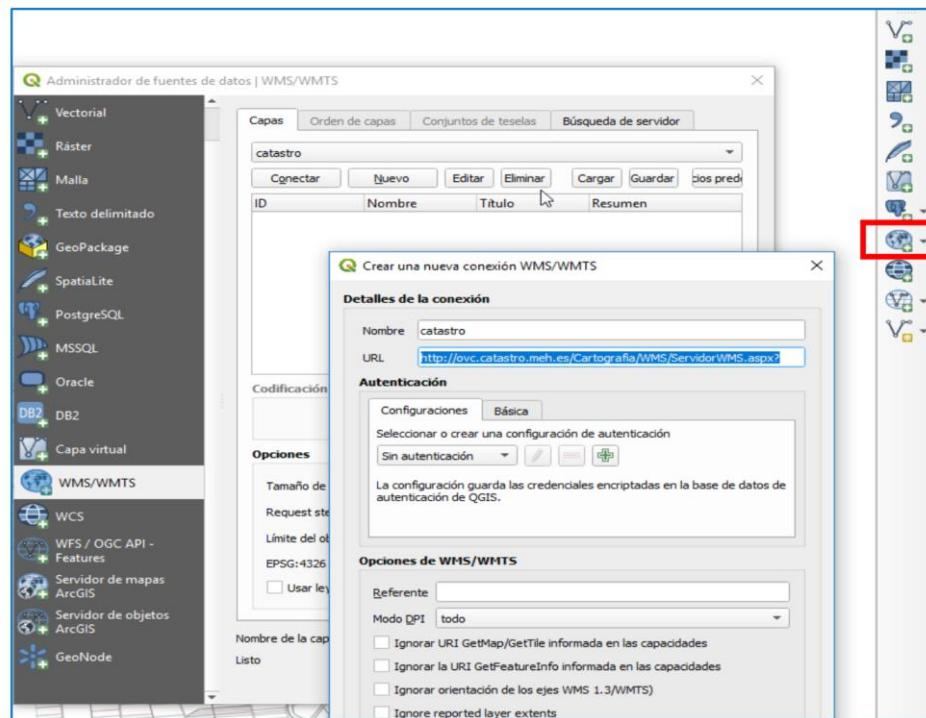 Administrador de fuentes de datos | WMS/WMTS
Vectorial
Ráster
Malla
Texto delimitado
GeoPackage
SpatiaLite
PostgreSQL
MSSQL
Oracle
DB2
DB2
Capa virtual
WMS/WMTS
WCS
WFS / OGC API -
Features
Servidor de mapas
ArcGIS
Servidor de objetos
ArcGIS
GeoNode
Capas Orden de capas Conjuntos de teselas Búsqueda de servidor
catastro
Conectar Nuevo Editar Eliminar Cargar Guardar
ID Nombre Título Resumen
Codificación
Opciones
Tamaño de
Request
Límite del
EPSG:4326
Usar
Nombre de la
Listo
Crear una nueva conexión WMS/WMTS
Detalles de la conexión
Nombre catastro
URL http://ovc.catastro.meh.es/Cartografia/WMS/ServidorWMS.aspx?
Autenticación
Configuraciones Básica
Seleccionar o crear una configuración de autenticación
Sin autenticación
La configuración guarda las credenciales encriptadas en la base de datos de
autenticación de QGIS.
Opciones de WMS/WMTS
Referente
Modo DPI todo
Ignorar URI GetMap/GetTile informada en las capacidades
Ignorar la URI GetFeatureInfo informada en las capacidades
Ignorar orientación de los ejes WMS 1.3/WMTS)
Ignore reported layer extents